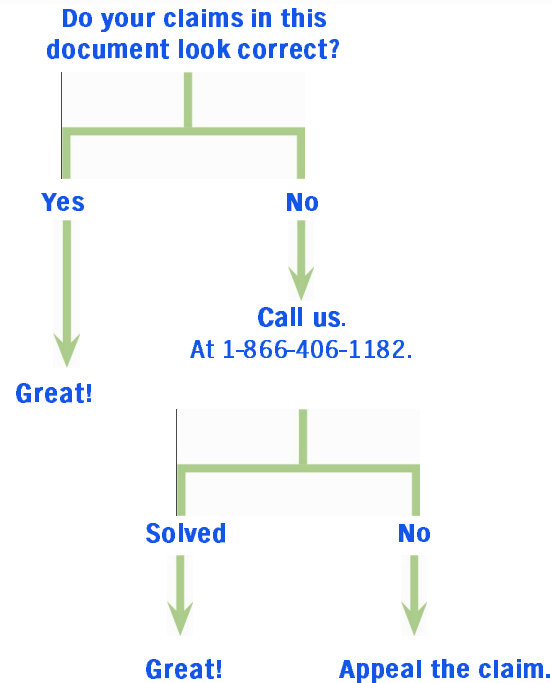 Do your claims in this
document look correct?
Yes
No
Call us.
At 1-866-406-1182.
Great!
Solved
No
Great!
Appeal the claim.